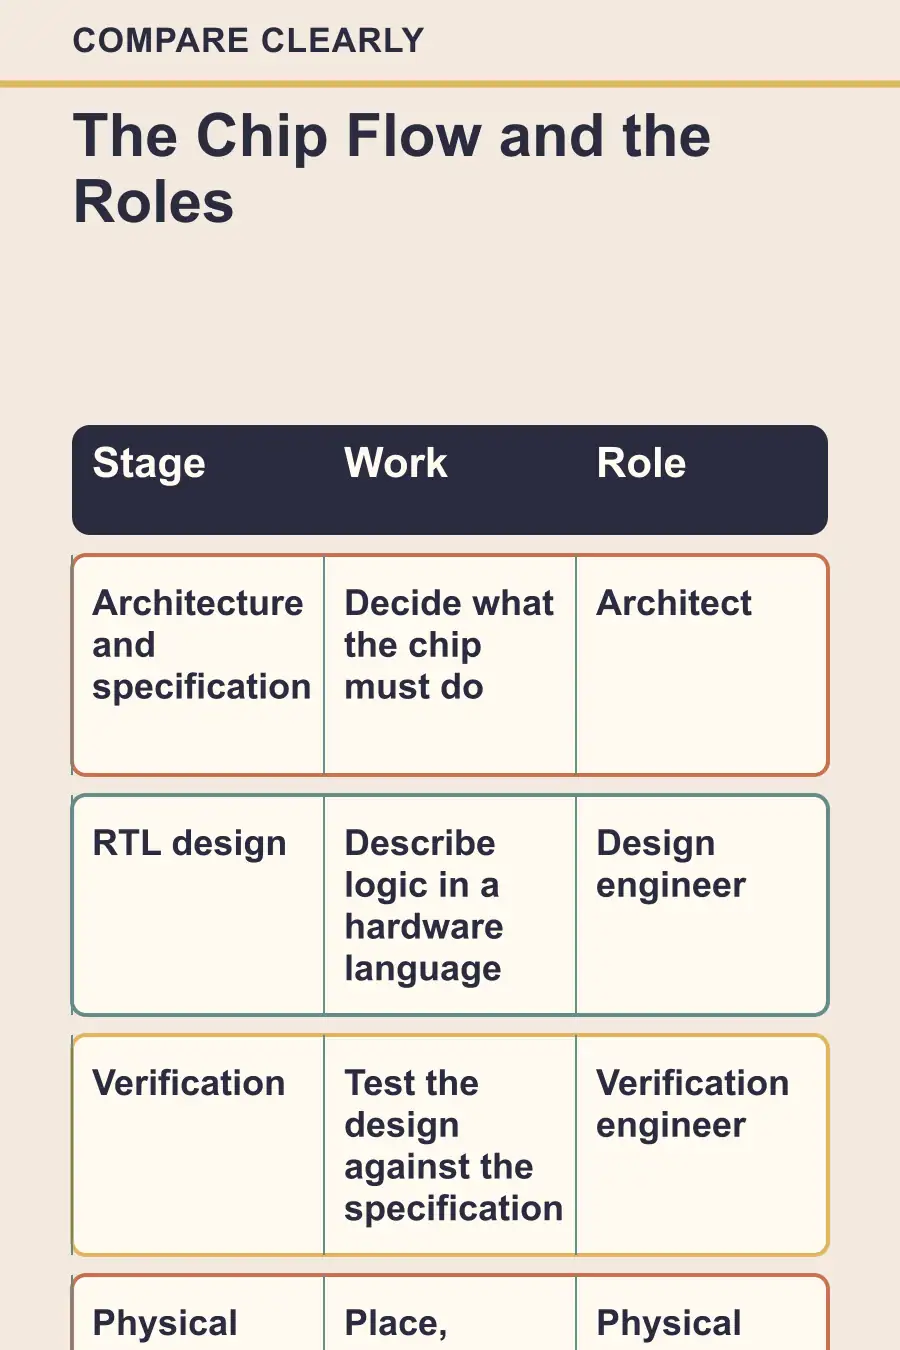 COMPARE CLEARLY
The Chip Flow and the
Roles
Stage Work Role
Architecture
and
specification
Decide what
the chip
must do
Architect
RTL design
Describe
logic in a
hardware
language
Design
engineer
Verification
Test the
design
against the
specification
Verification
engineer
Physical
Place,
Physical